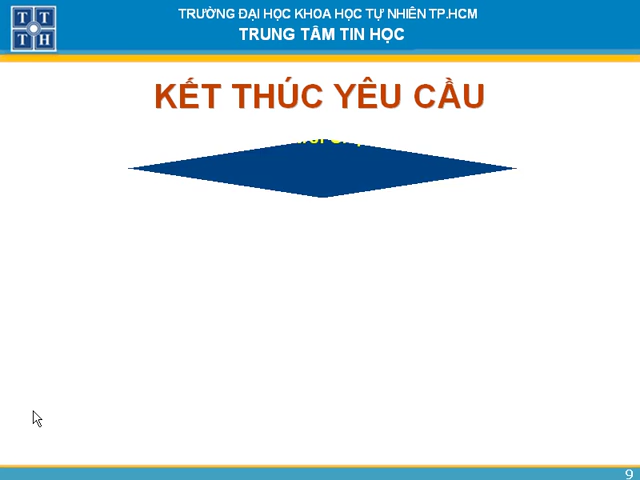 TRƯỜNG ĐẠI HỌC KHOA HỌC TỰ NHIÊN TP.HCM
T T
TRUNG TÂM TIN HỌC
T H
KẾT THÚC YÊU CẦU
9